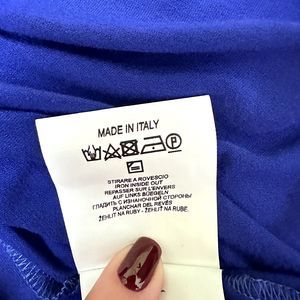 MADE IN ITALY
P
STIRARE A ROVESCIO
IRON INSIDE OUT
REPASSER SUR L'ENVERS
AUF LINKS BÜEGELN
ГЛАДИТЬ С ИЗНАНОЧНОЙ СТОРОНЫ
PLANCHAR DEL REVÉS
ŽEHLIT NA RUBY - ŽEHLIŤ NA RUBE.